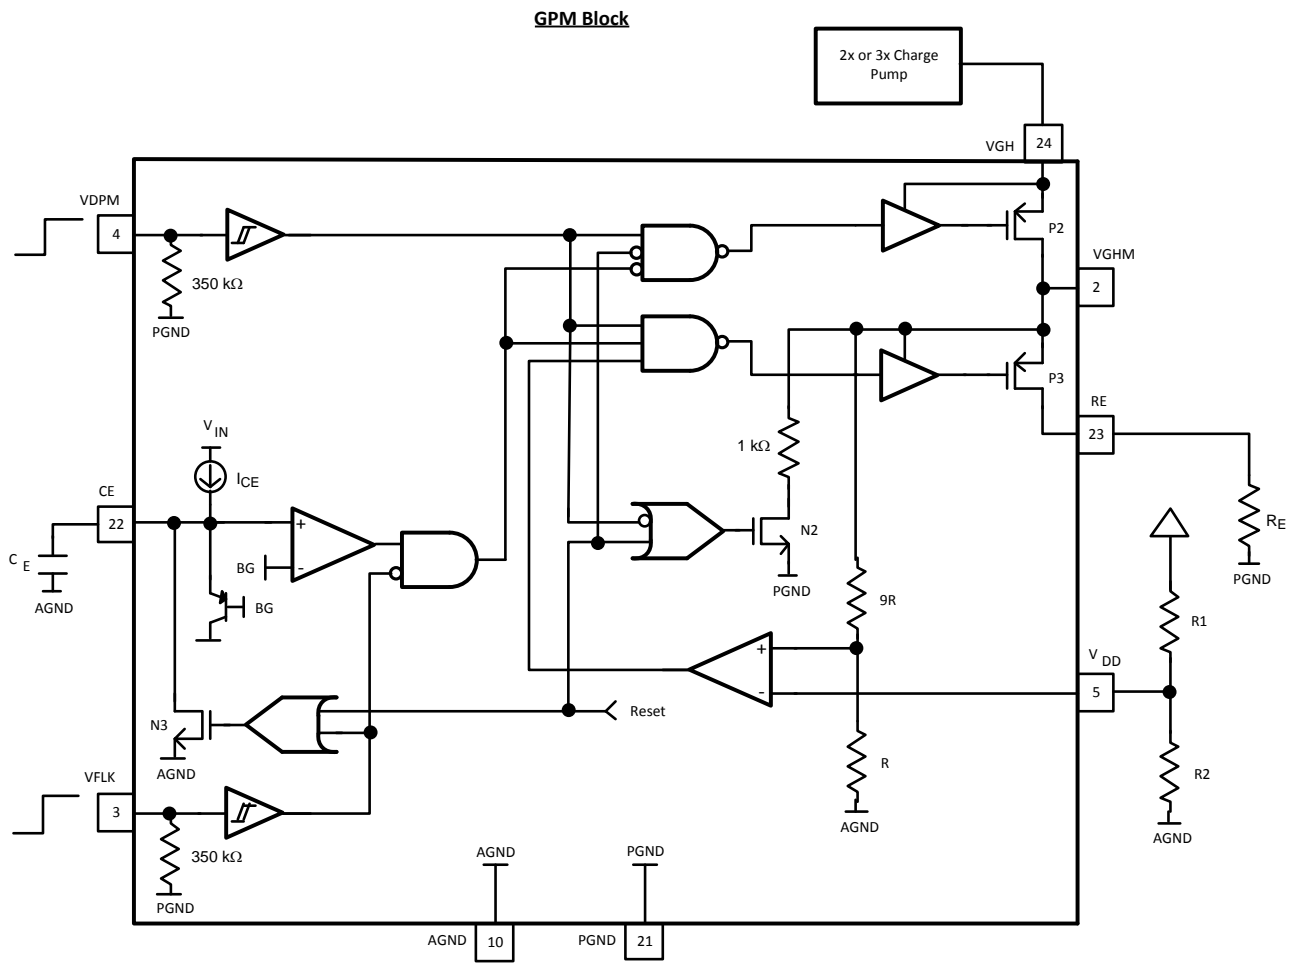 GPM Block
2x or 3x Charge
Pump
VGH
24
VDPM
4
350 kΩ
PGND
P2
VGHM
2
P3
RE
23
1 kΩ
V IN
I CE
CE
22
C E
AGND
+
-
BG
BG
N2
PGND
9R
R E
PGND
R1
+
-
V DD
5
Reset
N3
AGND
R
AGND
R2
AGND
VFLK
3
350 kΩ
PGND
AGND
PGND
AGND
10
PGND
21